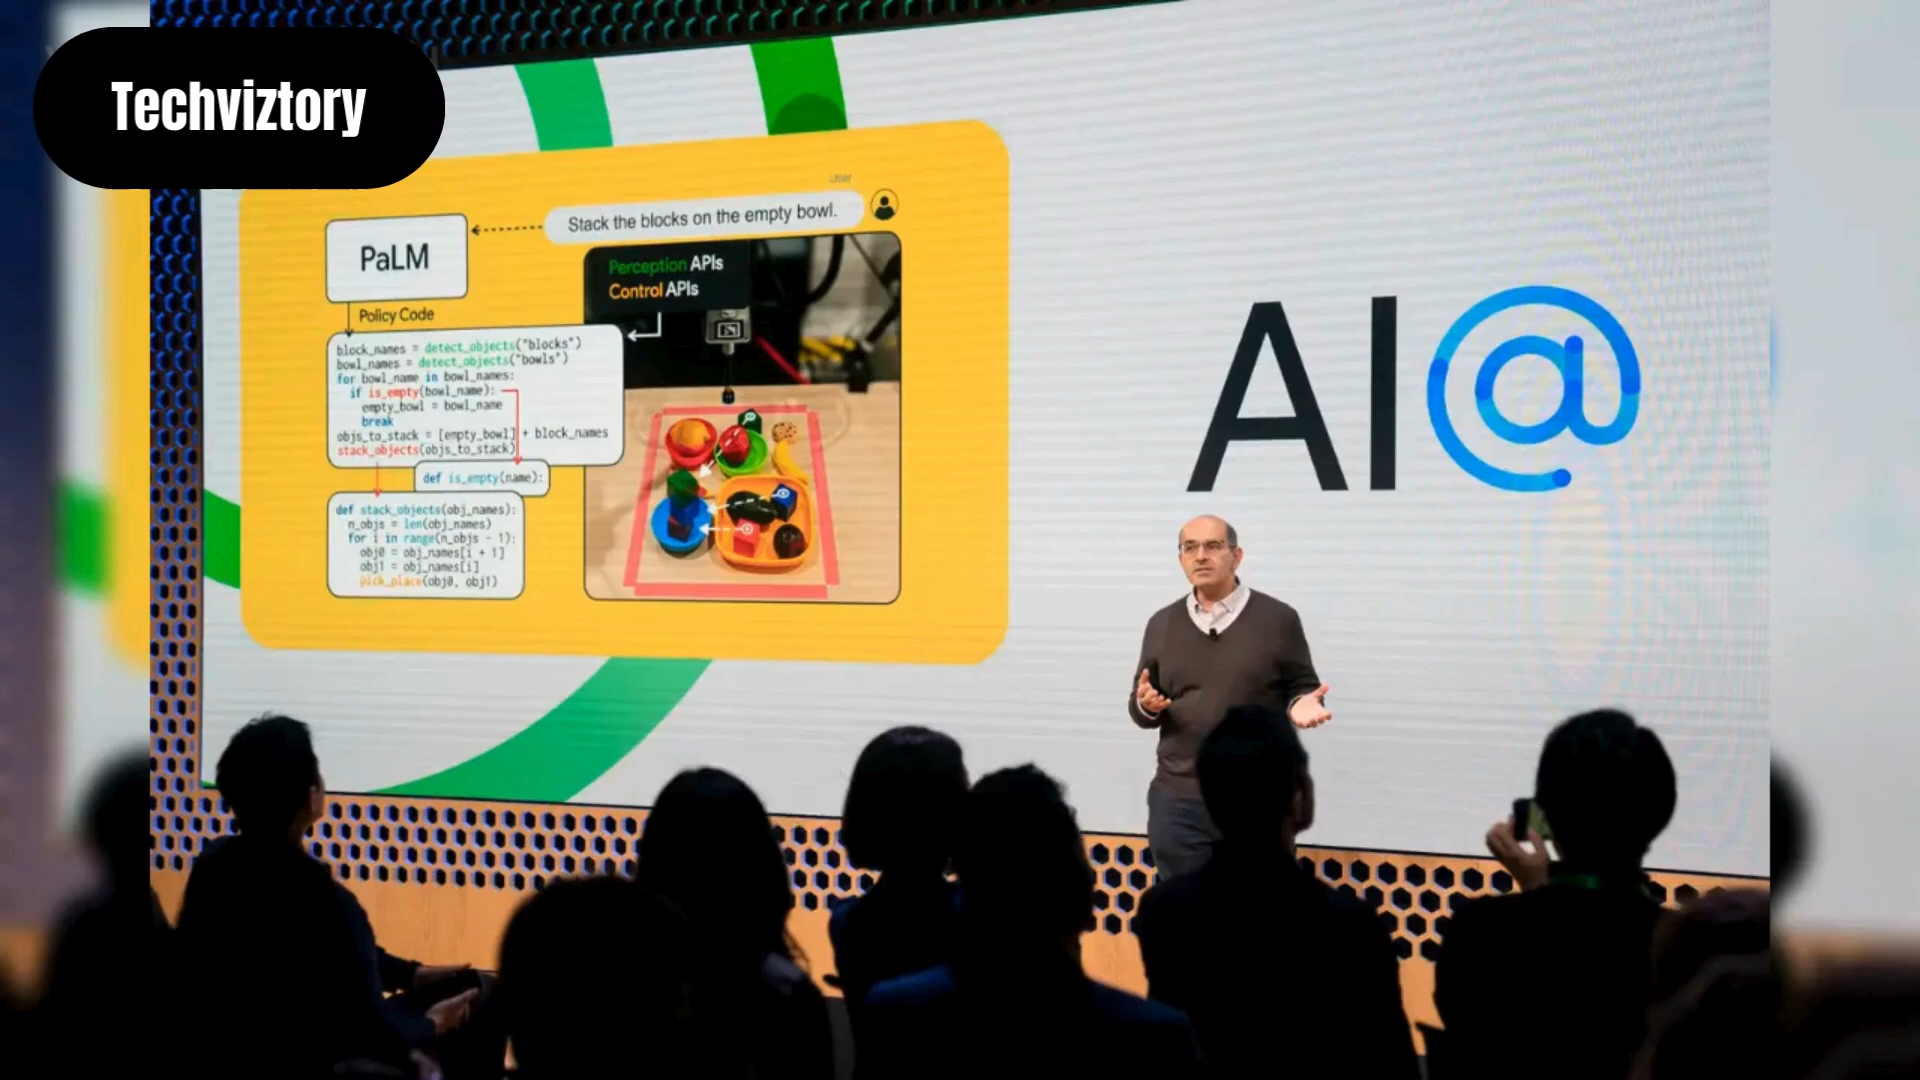 Techviztory
User
Stack the blocks on the empty bowl.
PaLM
Perception APIs
Control APIs
Policy Code
block_names = detect_objects("blocks")
bowl_names = detect_objects("bowls")
for bowl_name in bowl_names:
if is_empty(bowl_name):
empty_bowl = bowl_name
break
objs_to_stack = [empty_bowl] + block_names
stack_objects(objs_to_stack)
def is_empty(name):
def stack_objects(obj_names):
n_objs = len(obj_names)
for i in range(n_objs - 1):
obj0 = obj_names[i + 1]
obj1 = obj_names[i]
pick_place(obj0, obj1)
AI@